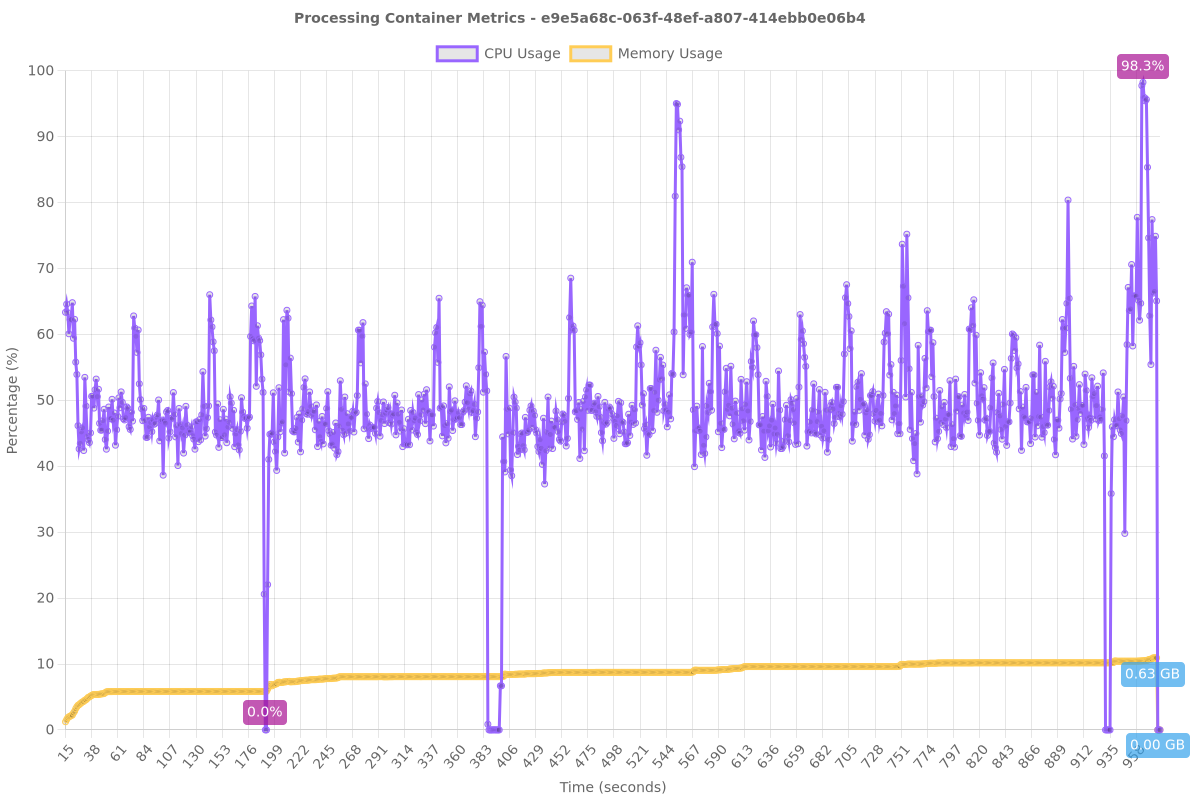 Processing Container Metrics - e9e5a68c-063f-48ef-a807-414ebb0e06b4
CPU Usage Memory Usage
98.3%
100
90
80
70
60
50
40
30
20
10
0
Percentage (%)
0.63 GB
0.0%
0.00 GB
15 38 61 84 107 130 153 176 199 222 245 268 291 314 337 360 383 406 429 452 475 498 521 544 567 590 613 636 659 682 705 728 751 774 797 820 843 866 889 912 935
Time (seconds)